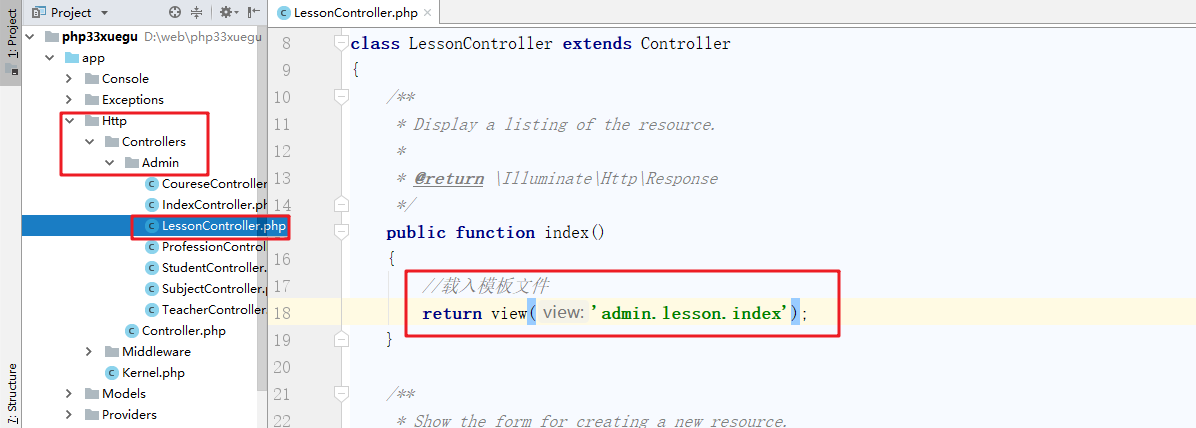 1: Project
Z: Structure
Project
php33xuegu D:\web\php33xuegu
app
Console
Exceptions
Http
Controllers
Admin
CoureseController
IndexController.ph
LessonController.php
ProfessionControl
StudentController.
SubjectController.p
TeacherController
Controller.php
Middleware
Kernel.php
Models
Providers
LessonController.php
8 class LessonController extends Controller
9 {
10 /**
11 * Display a listing of the resource.
12 *
13 * @return \Illuminate\Http\Response
14 */
15 public function index()
16 {
17 //载入模板文件
18 return view( view: 'admin.lesson.index');
19 }
20
21 /**
22 * Show the form for creating a new resource.